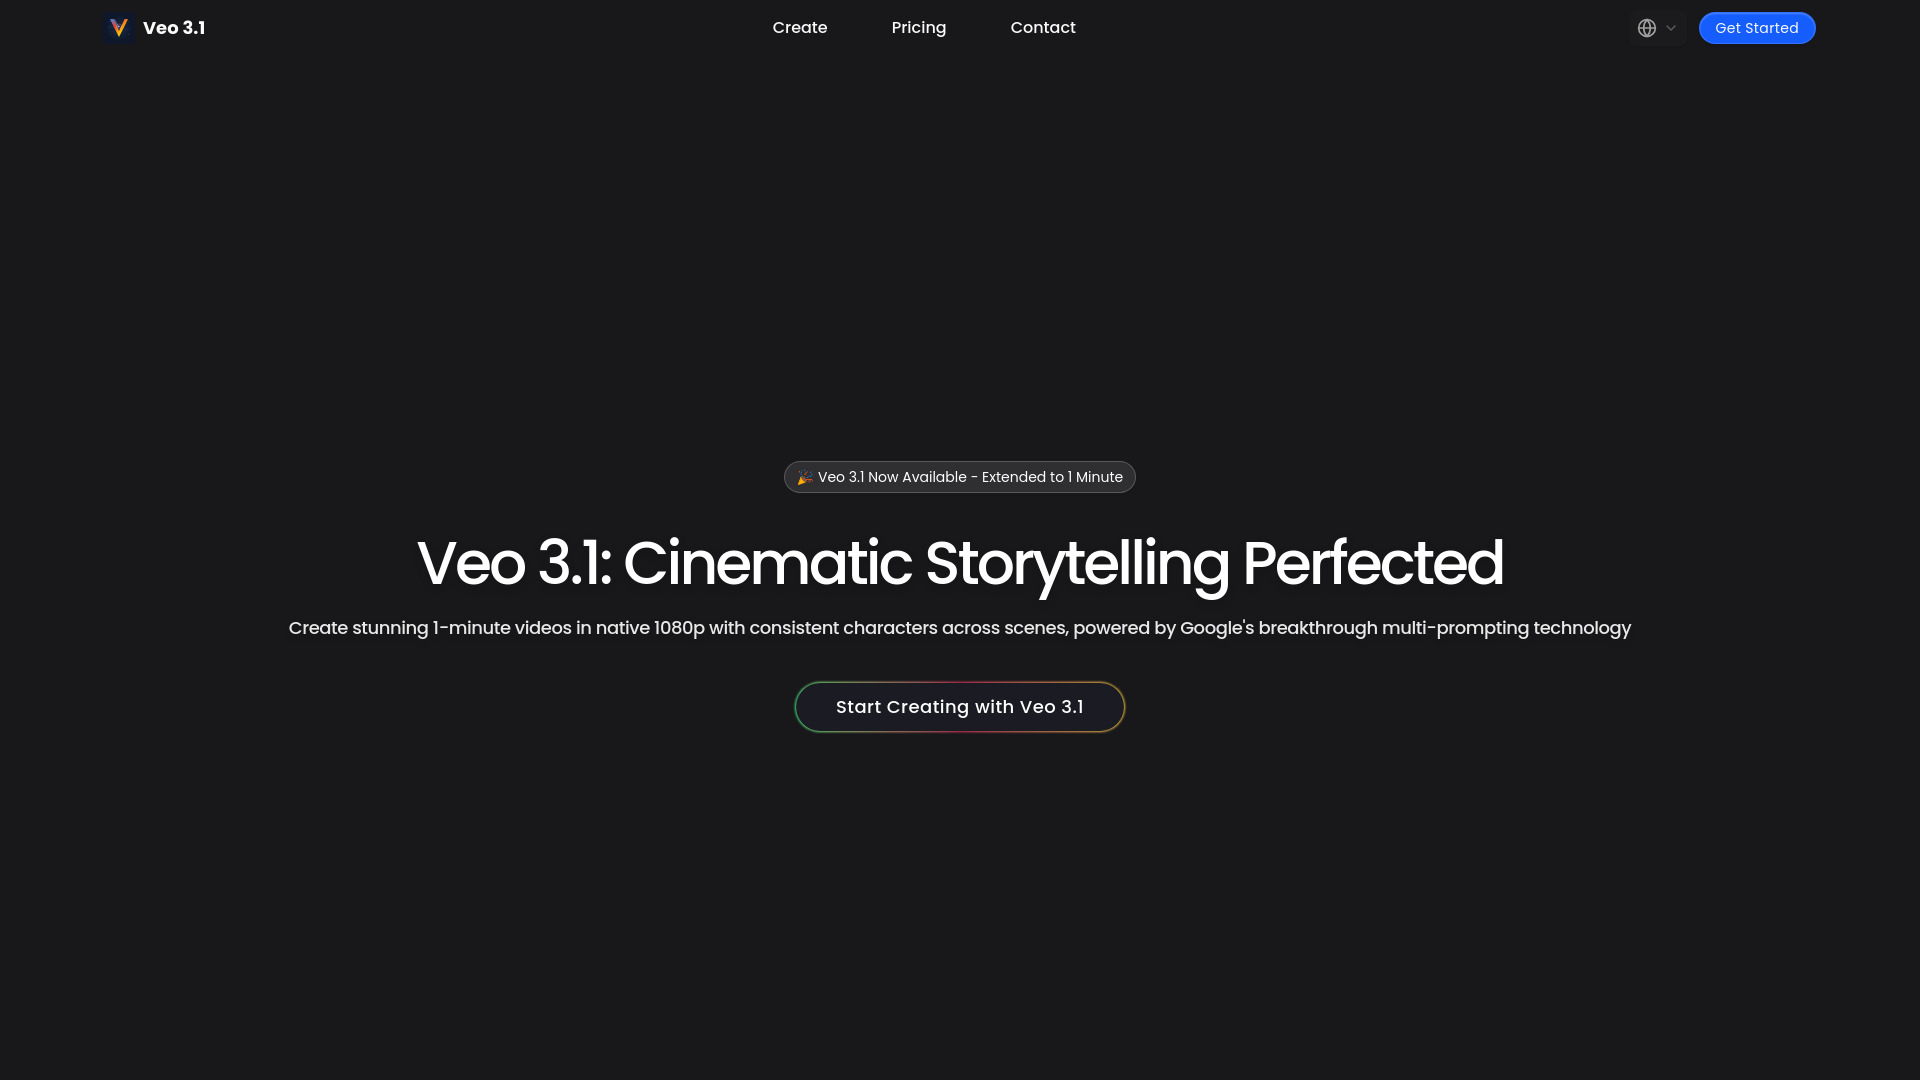 Veo 3.1
Create
Pricing
Contact
Get Started
🎉 Veo 3.1 Now Available - Extended to 1 Minute
Veo 3.1: Cinematic Storytelling Perfected
Create stunning 1-minute videos in native 1080p with consistent characters across scenes, powered by Google's breakthrough multi-prompting technology
Start Creating with Veo 3.1